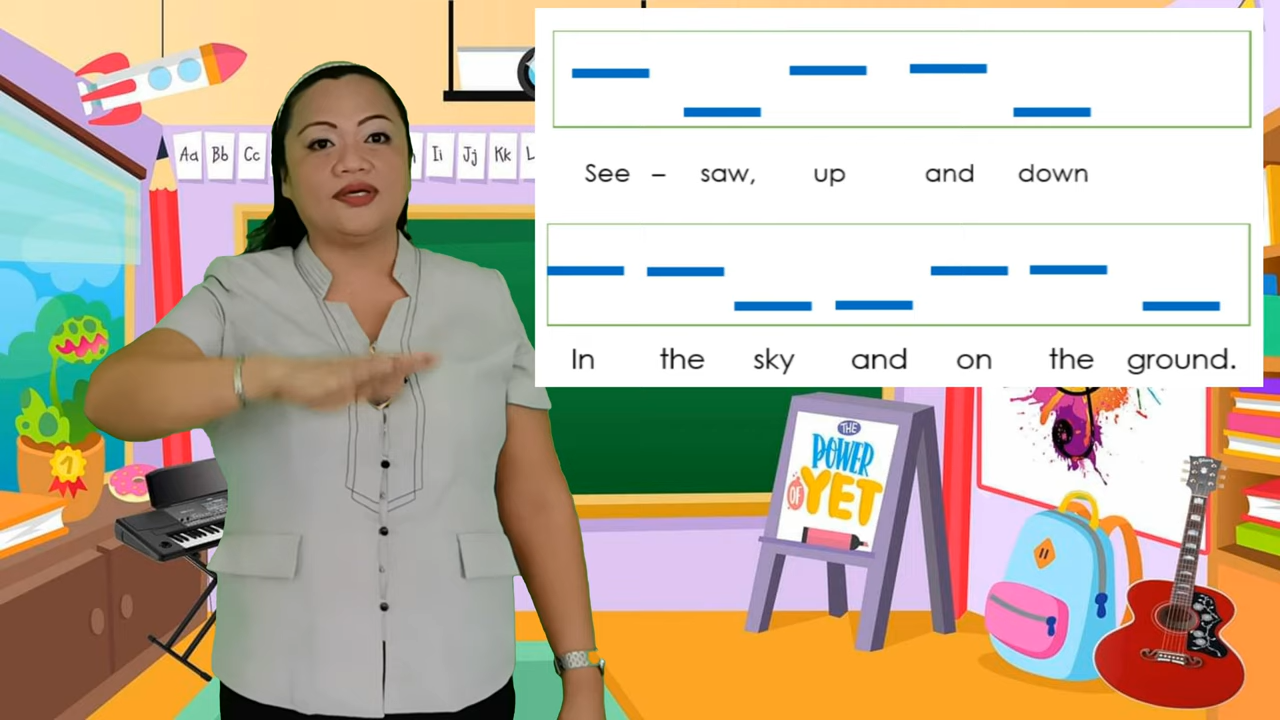 Aa Bb Cc Ii Jj Kk
See – saw, up and down
In the sky and on the ground.
THE
POWER
OF YET
1